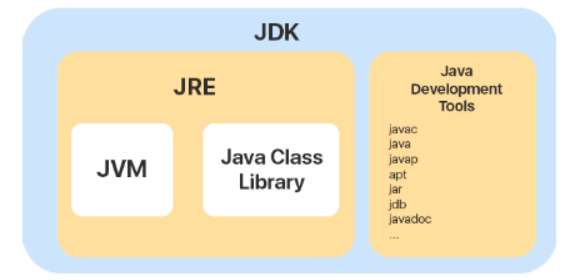 JDK
JRE
JVM
Java Class
Library
Java
Development
Tools
javac
java
javap
apt
jar
jdb
javadoc
...